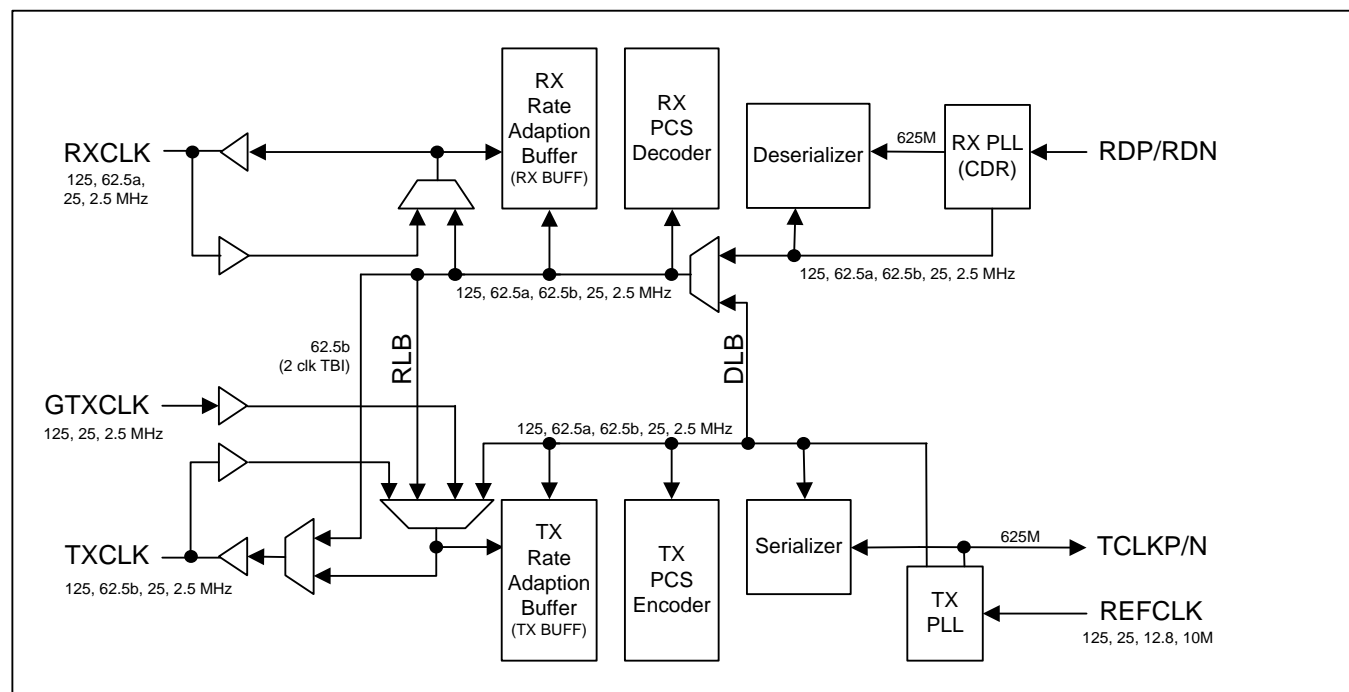 RX
Rate
Adaption
Buffer
(RX BUFF)
RX
PCS
Decoder
Deserializer
625M
RX PLL
(CDR)
RDP/RDN
RXCLK
125, 62.5a,
25, 2.5 MHz
125, 62.5a, 62.5b, 25, 2.5 MHz
125, 62.5a, 62.5b, 25, 2.5 MHz
62.5b
(2 clk TBI)
RLB
DLB
GTXCLK
125, 25, 2.5 MHz
125, 62.5a, 62.5b, 25, 2.5 MHz
TXCLK
125, 62.5b, 25, 2.5 MHz
TX
Rate
Adaption
Buffer
(TX BUFF)
TX
PCS
Encoder
Serializer
625M
TCLKP/N
TX
PLL
REFCLK
125, 25, 12.8, 10M